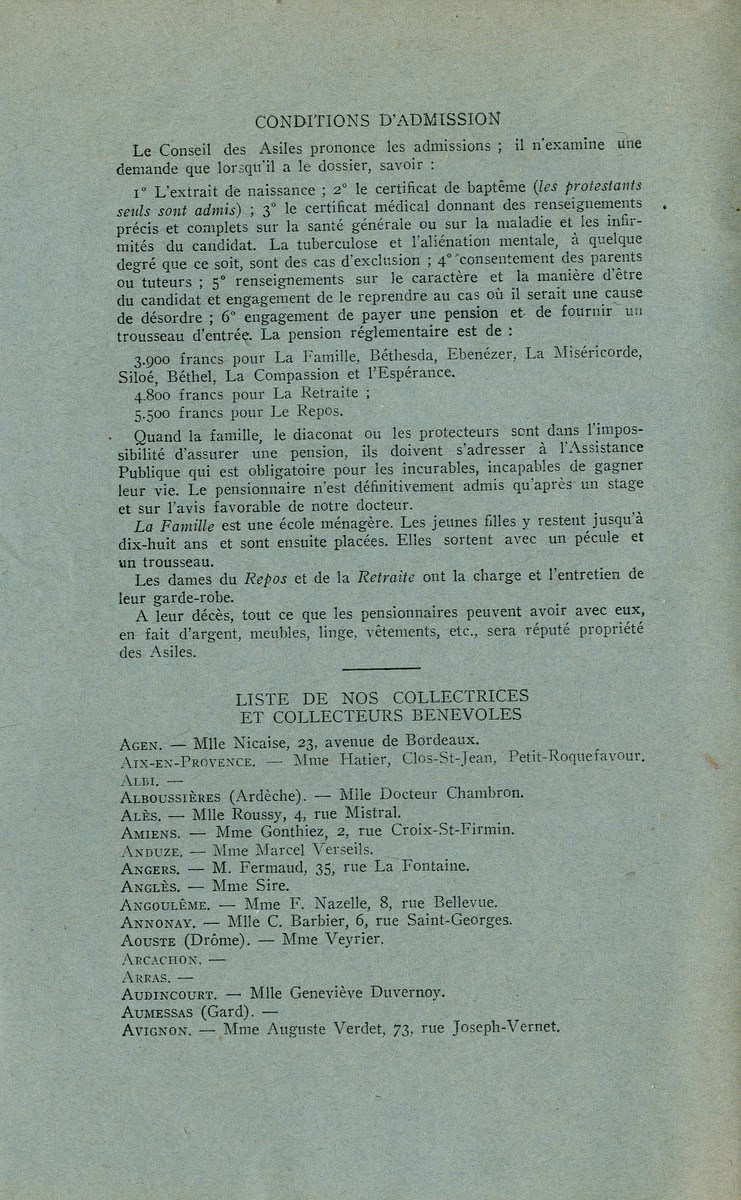 CONDITIONS D'ADMISSION
Le Conseil des Asiles prononce les admissions ; il n'examine une
demande que lorsqu'il a le dossier, savoir :
1° L'extrait de naissance ; 2° le certificat de baptême (les protestants
seuls sont admis) ; 3° le certificat médical donnant des renseignements
précis et complets sur la santé générale ou sur la maladie et les infir-
mités du candidat. La tuberculose et l'aliénation mentale, à quelque
degré que ce soit, sont des cas d'exclusion ; 4° consentement des parents
ou tuteurs ; 5° renseignements sur le caractère et la manière d'être
du candidat et engagement de le reprendre au cas où il serait une cause
de désordre ; 6° engagement de payer une pension et de fournir un
trousseau d'entrée. La pension réglementaire est de :
3.900 francs pour La Famille, Béthesda, Ebenézer, La Miséricorde,
Siloé, Béthel, La Compassion et l'Espérance.
4.800 francs pour La Retraite ;
5.500 francs pour Le Repos.
Quand la famille, le diaconat ou les protecteurs sont dans l'impos-
sibilité d'assurer une pension, ils doivent s'adresser à l'Assistance
Publique qui est obligatoire pour les incurables, incapables de gagner
leur vie. Le pensionnaire n'est définitivement admis qu'après un stage
et sur l'avis favorable de notre docteur.
La Famille est une école ménagère. Les jeunes filles y restent jusqu'à
dix-huit ans et sont ensuite placées. Elles sortent avec un pécule et
un trousseau.
Les dames du Repos et de la Retraite ont la charge et l'entretien de
leur garde-robe.
A leur décès, tout ce que les pensionnaires peuvent avoir avec eux,
en fait d'argent, meubles, linge, vêtements, etc., sera réputé propriété
des Asiles.
LISTE DE NOS COLLECTRICES
ET COLLECTEURS BENEVOLES
AGEN. — Mlle Nicaise, 23, avenue de Bordeaux.
AIX-EN-PROVENCE. — Mme Hatier, Clos-St-Jean, Petit-Roquefavour.
ALBI. —
ALBOUSSIÈRES (Ardèche). — Mlle Docteur Chambron.
ALÈS. — Mlle Roussy, 4, rue Mistral.
AMIENS. — Mme Gonthiez, 2, rue Croix-St-Firmin.
ANDUZE. — Mme Marcel Verseils.
ANGERS. — M. Fermaud, 35, rue La Fontaine.
ANGLÈS. — Mme Sire.
ANGOULÊME. — Mme F. Nazelle, 8, rue Bellevue.
ANNONAY. — Mlle C. Barbier, 6, rue Saint-Georges.
AOUSTE (Drôme). — Mme Veyrier.
ARCACHON. —
ARRAS. —
AUDINCOURT. — Mlle Geneviève Duvernoy.
AUMESSAS (Gard). —
AVIGNON. — Mme Auguste Verdet, 73, rue Joseph-Vernet.